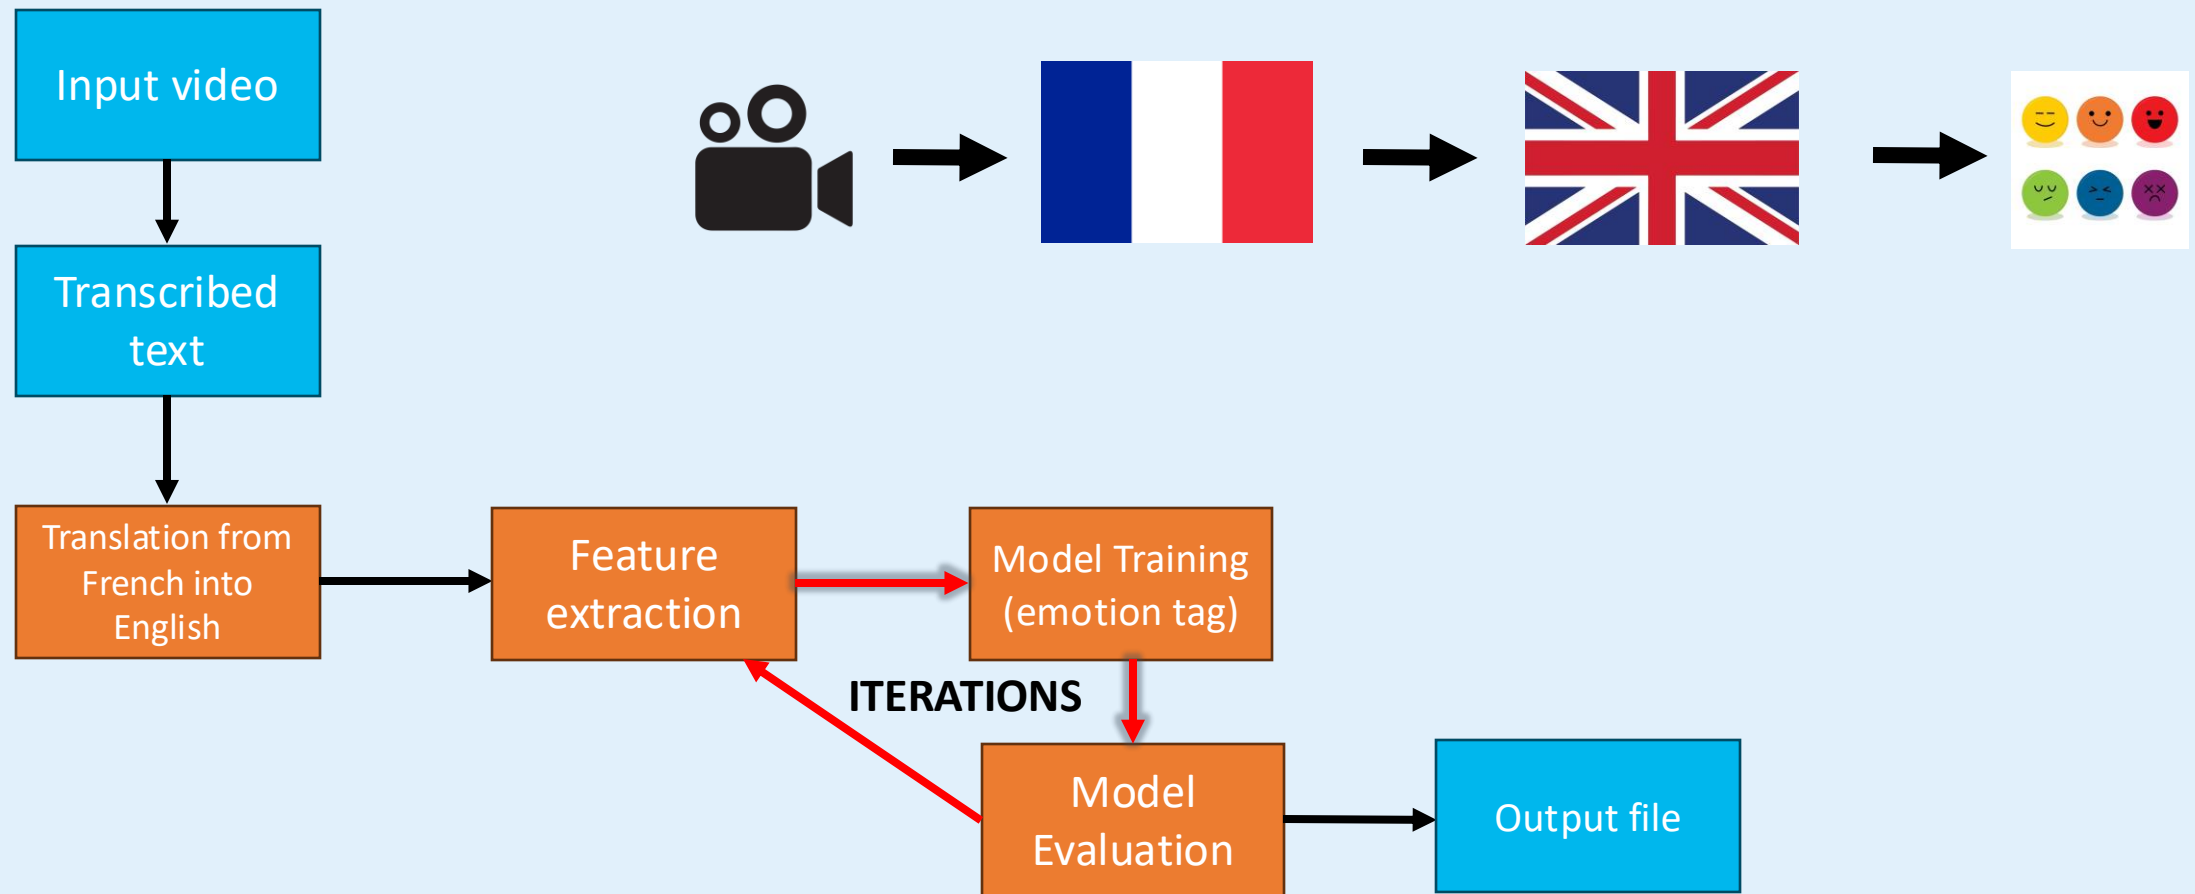 Input video
Transcribed
text
Translation from
French into
English
Feature
extraction
Model Training
(emotion tag)
ITERATIONS
Model
Evaluation
Output file